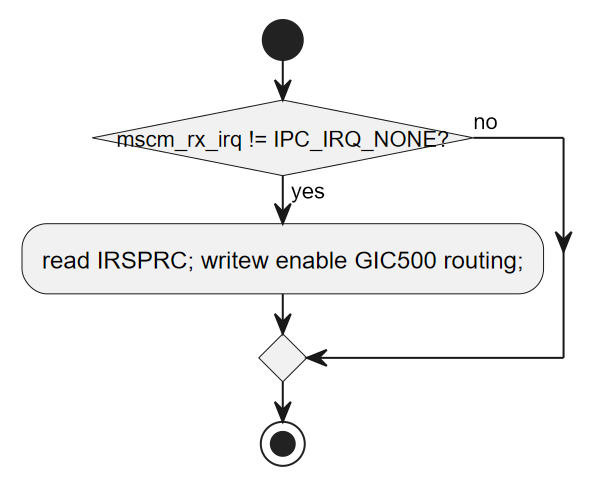 mscm_rx_irq != IPC_IRQ_NONE?
no
yes
read IRSPRC; writew enable GIC500 routing;